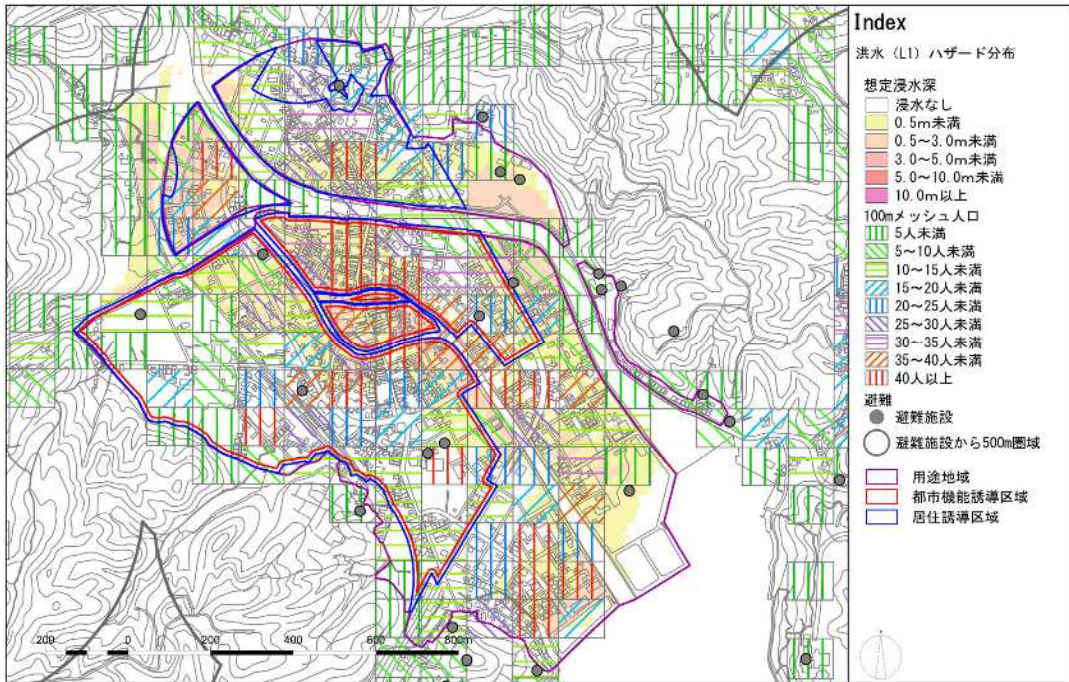 Index
洪水（L1）ハザード分布
想定浸水深
浸水なし
0.5m未満
0.5～3.0m未満
3.0～5.0m未満
5.0～10.0m未満
10.0m以上
100mメッシュ人口
5人未満
5～10人未満
10～15人未満
15～20人未満
20～25人未満
25～30人未満
30～35人未満
35～40人未満
40人以上
避難
避難施設
避難施設から500m圏域
用途地域
都市機能誘導区域
居住誘導区域
200 0 200 400 600 800m